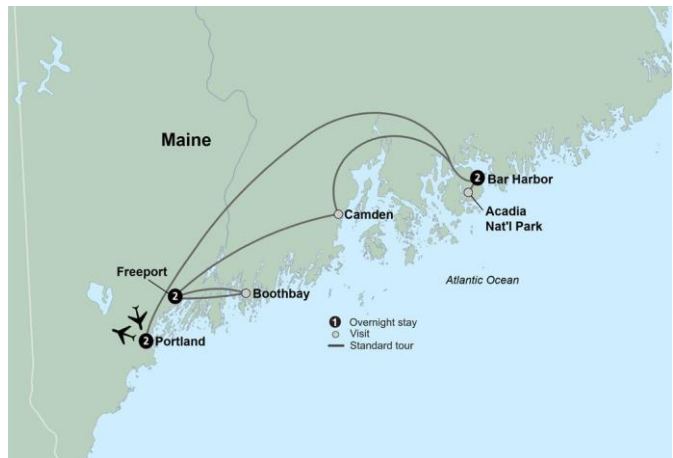 Maine
2 Bar Harbor
Acadia
Nat'l Park
Camden
Atlantic Ocean
Freeport
2
Boothbay
1 Overnight stay
Visit
Standard tour
2 Portland